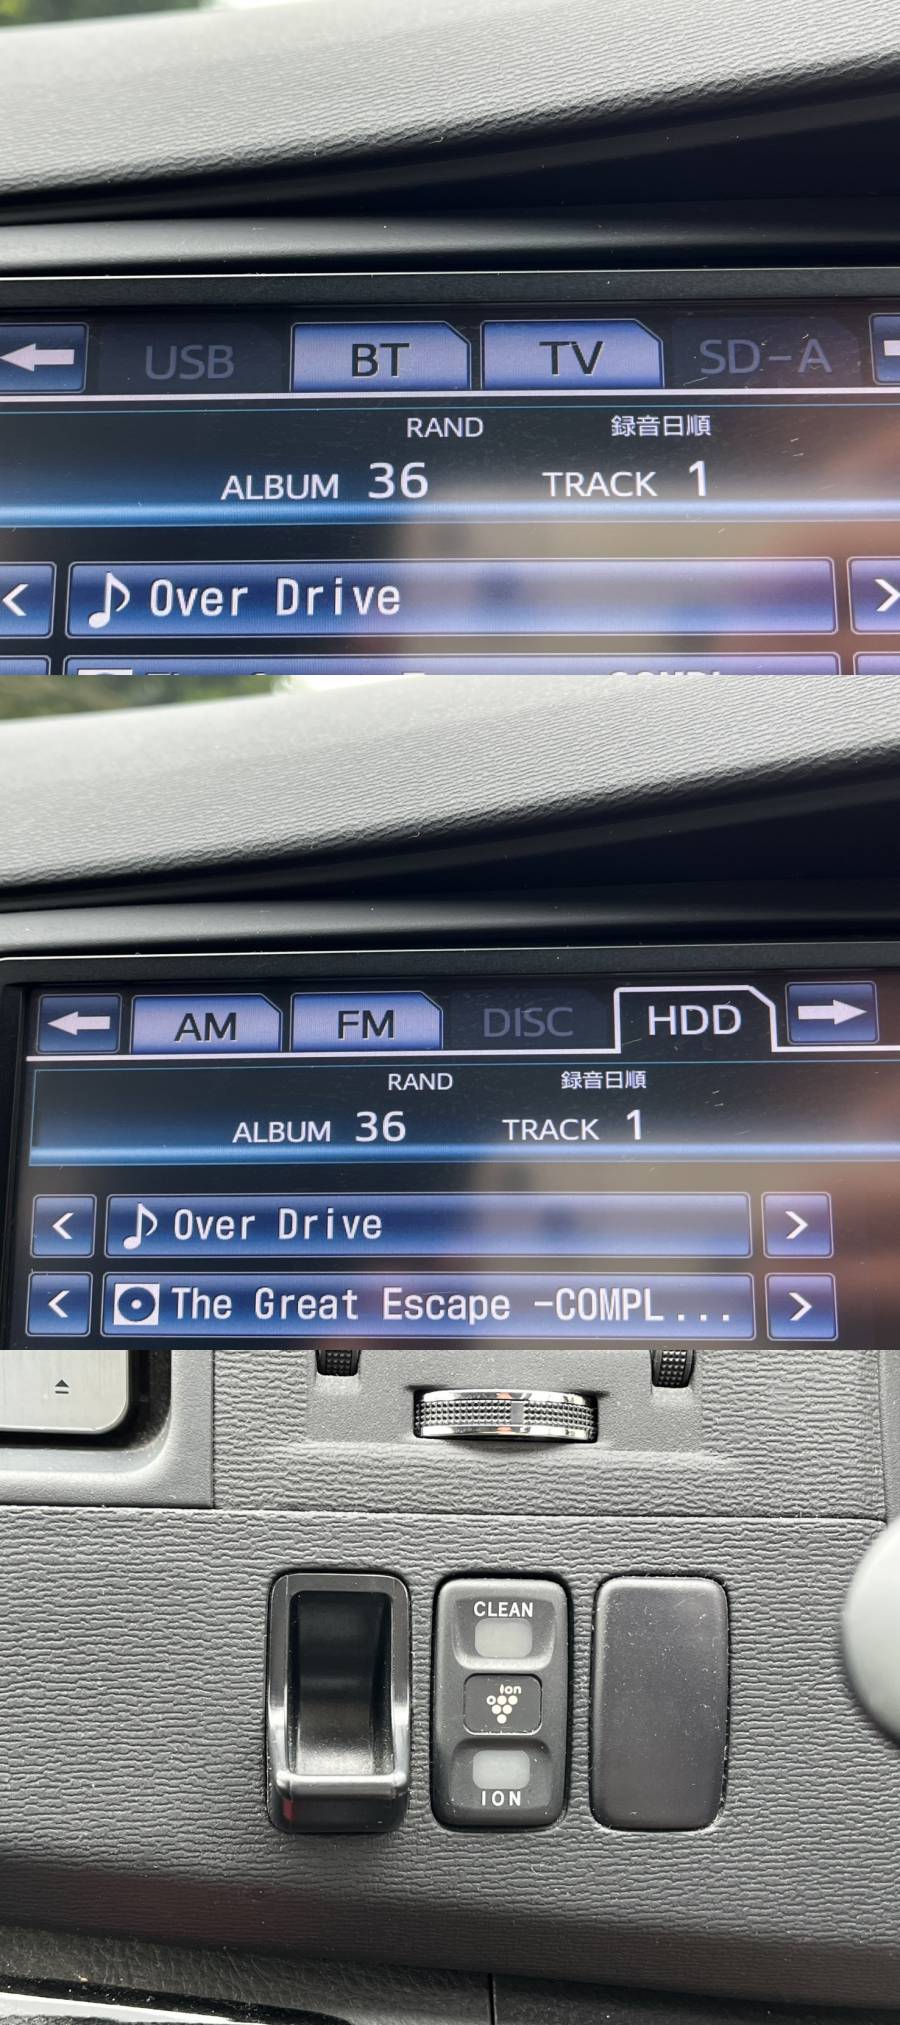 USB BT TV SD-A
RAND 録音日順
ALBUM 36 TRACK 1
Over Drive
AM FM DISC HDD
RAND 録音日順
ALBUM 36 TRACK 1
Over Drive
The Great Escape -COMPL...
CLEAN
ion
ION